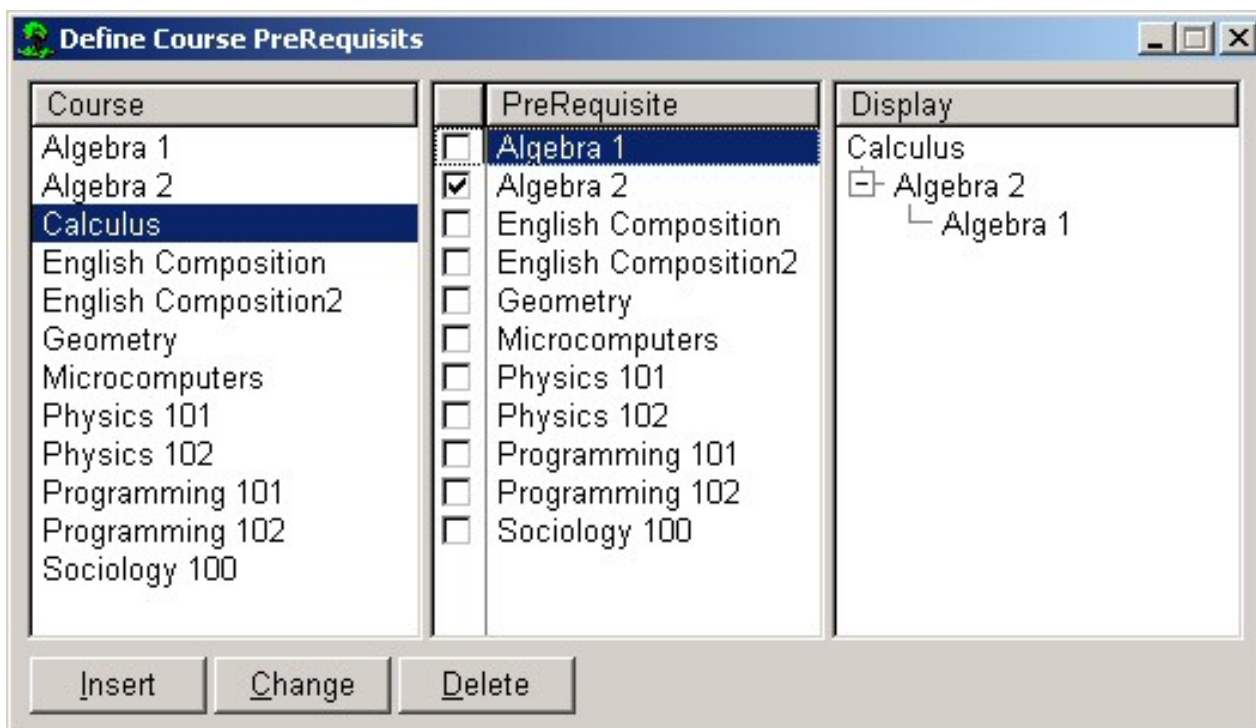 Define Course PreRequisits
Course
Algebra 1
Algebra 2
Calculus
English Composition
English Composition2
Geometry
Microcomputers
Physics 101
Physics 102
Programming 101
Programming 102
Sociology 100
PreRequisite
Algebra 1
Algebra 2
English Composition
English Composition2
Geometry
Microcomputers
Physics 101
Physics 102
Programming 101
Programming 102
Sociology 100
Display
Calculus
Algebra 2
Algebra 1
Insert
Change
Delete